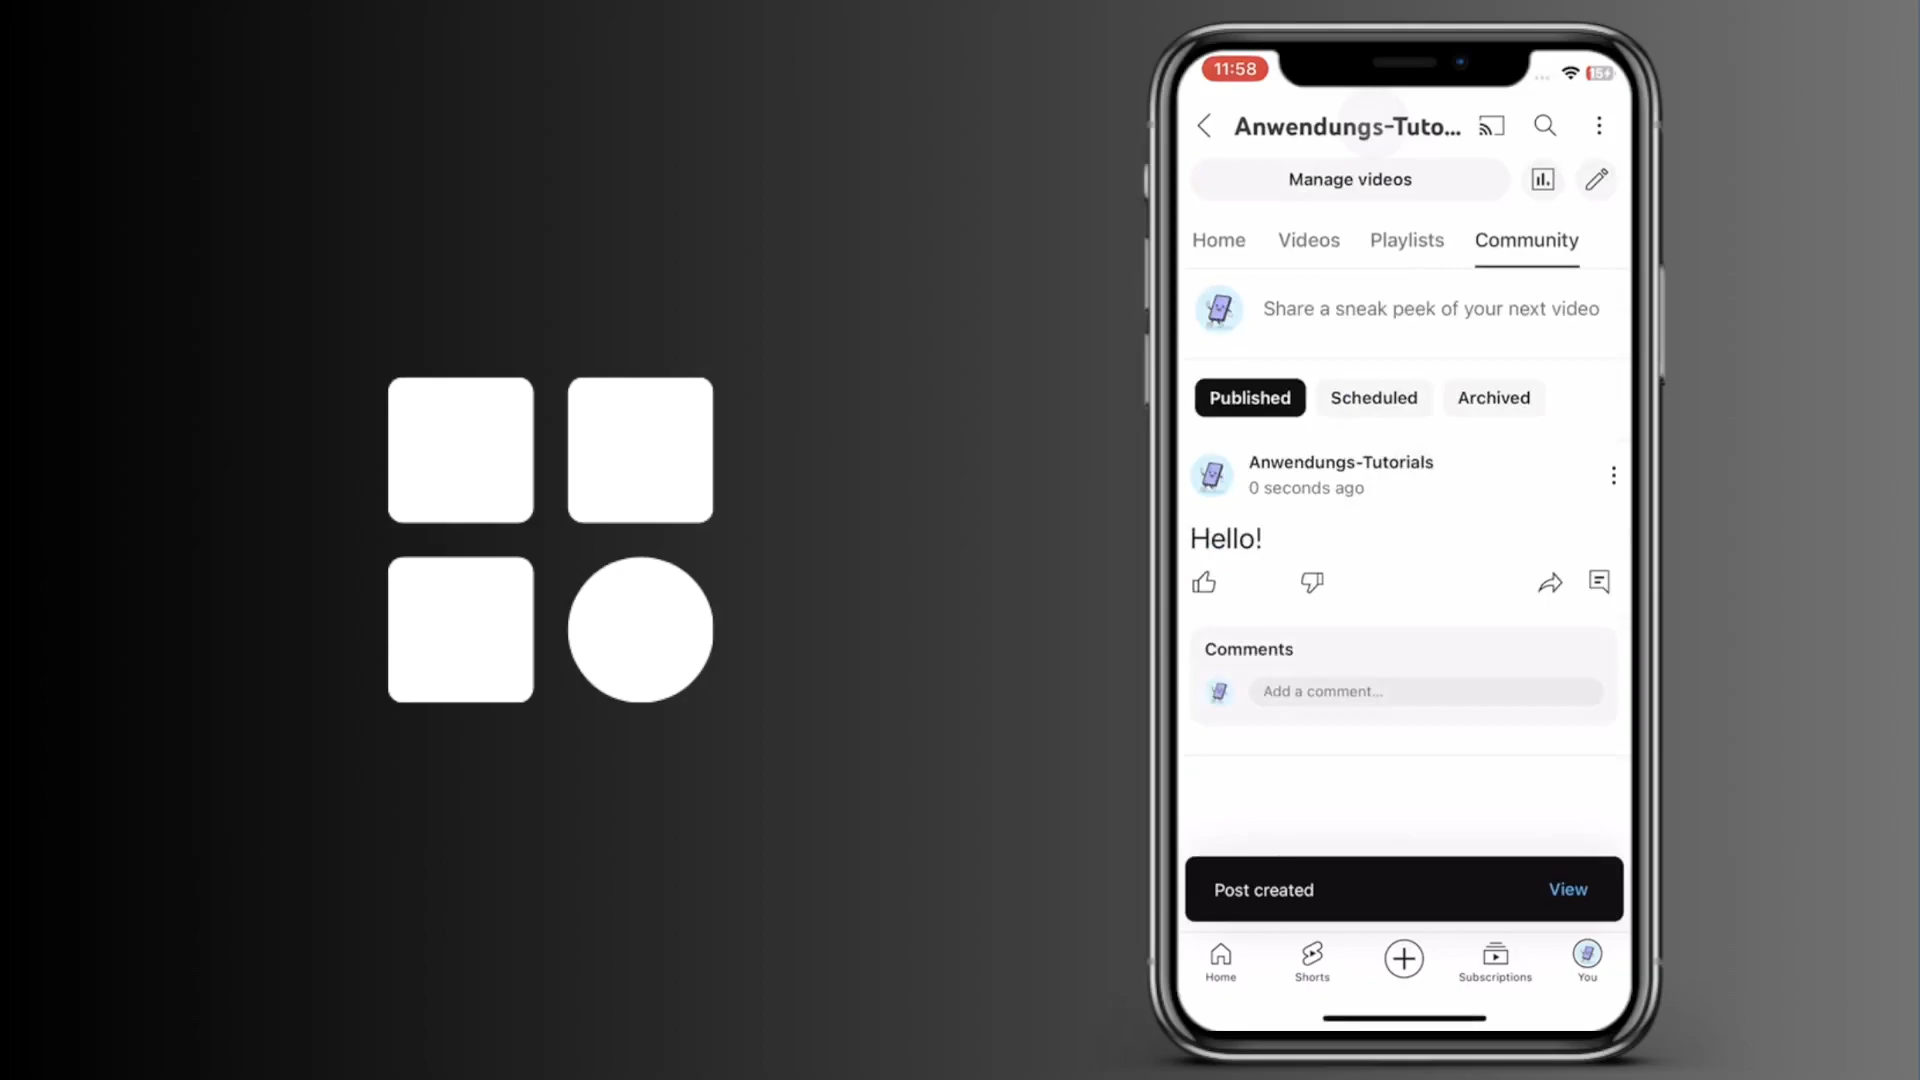 11:58
15
Anwendungs-Tuto...
Manage videos
Home Videos Playlists Community
Share a sneak peek of your next video
Published Scheduled Archived
Anwendungs-Tutorials
0 seconds ago
Hello!
Comments
Add a comment...
Post created View
Home Shorts Subscriptions You